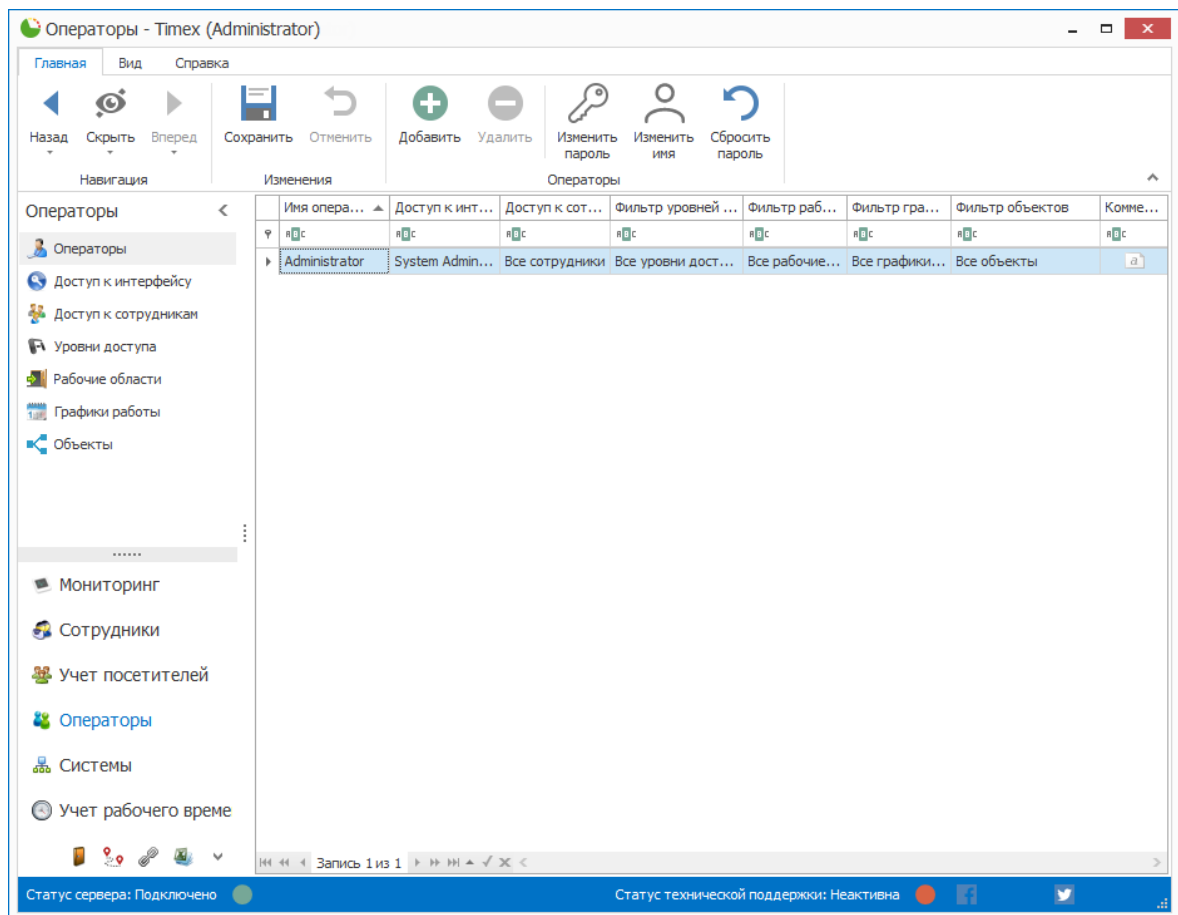 Операторы - Timex (Administrator)
Главная Вид Справка
Назад Скрыть Вперед Сохранить Отменить Добавить Удалить Изменить пароль Изменить имя Сбросить пароль
Навигация Изменения Операторы
Операторы
Имя опера... Доступ к инт... Доступ к сот... Фильтр уровней ... Фильтр раб... Фильтр гра... Фильтр объектов Комме...
Administrator System Admin... Все сотрудники Все уровни дост... Все рабочие... Все графики... Все объекты
Операторы
Доступ к интерфейсу
Доступ к сотрудникам
Уровни доступа
Рабочие области
Графики работы
Объекты
Мониторинг
Сотрудники
Учет посетителей
Операторы
Системы
Учет рабочего време
Запись 1 из 1
Статус сервера: Подключено Статус технической поддержки: Неактивна